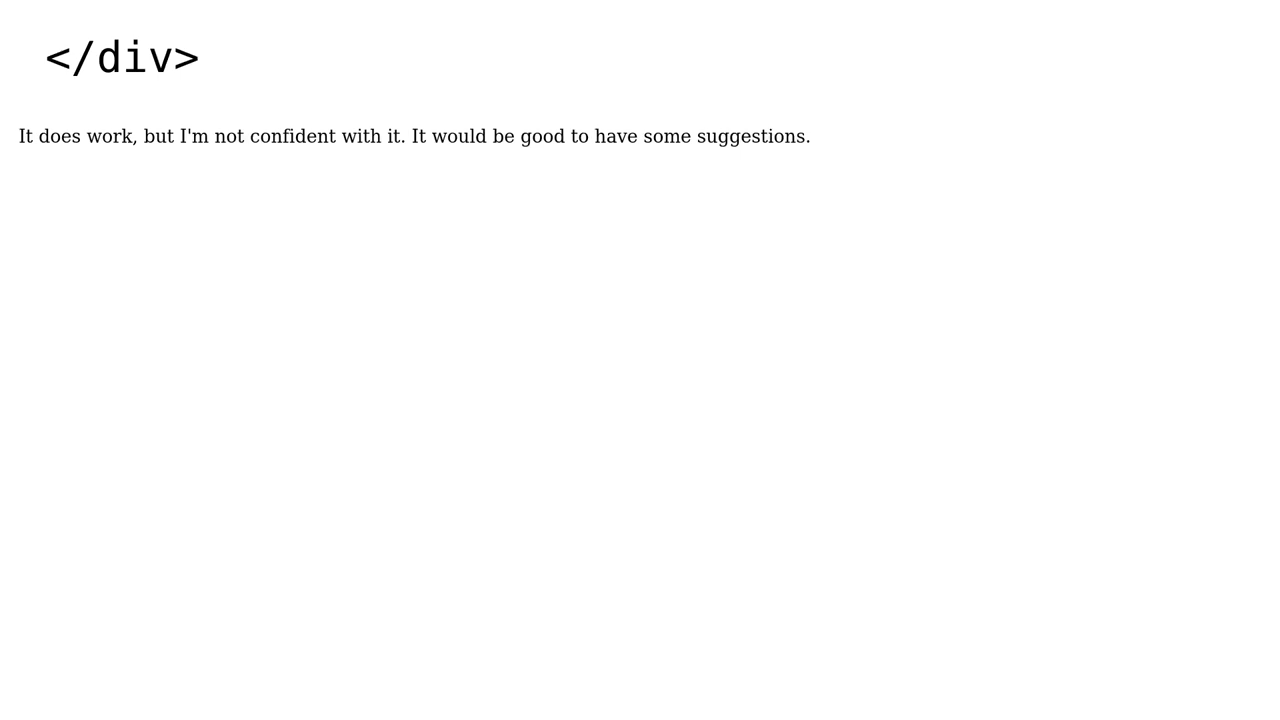 </div>
It does work, but I'm not confident with it. It would be good to have some suggestions.